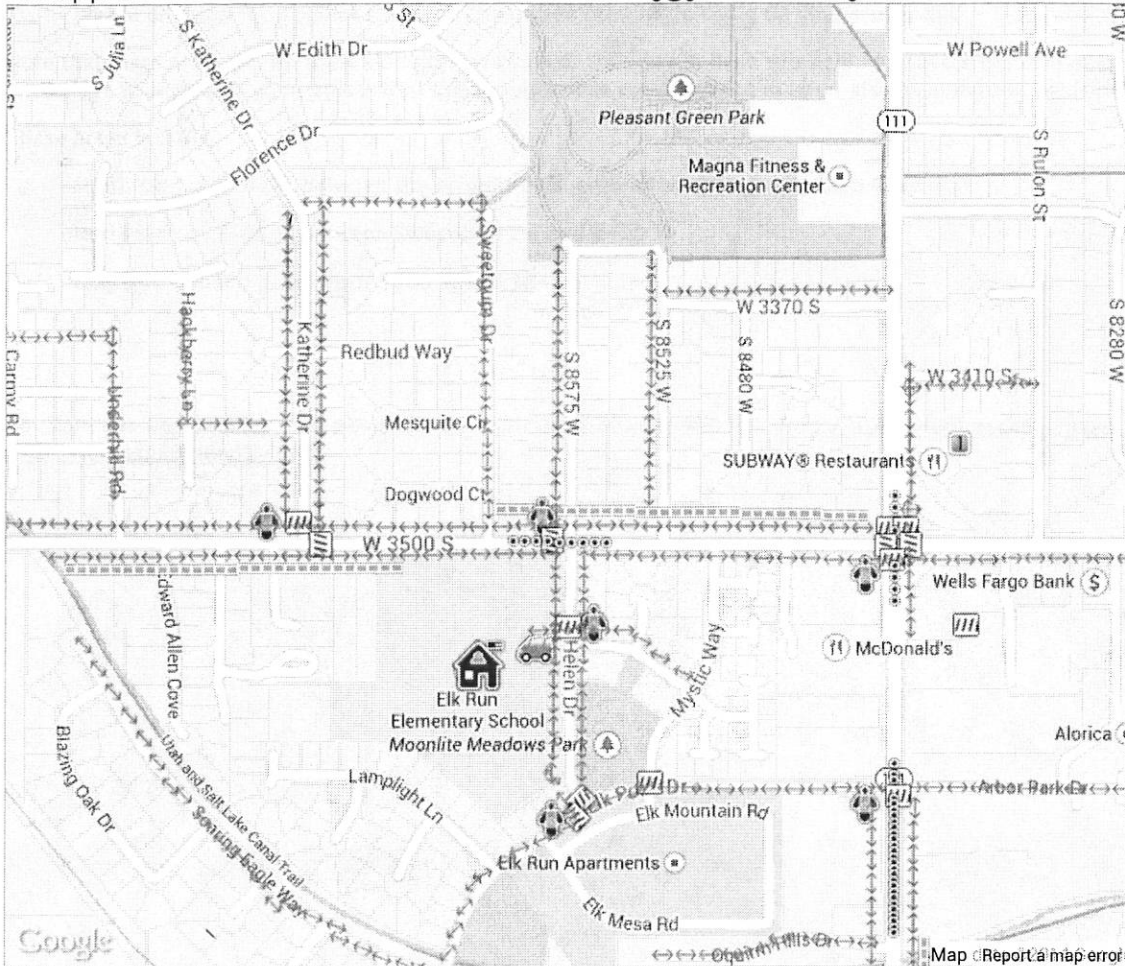 St
W Edith Dr
W Powell Ave
S Julia Ln
S Katherine Dr
Pleasant Green Park
111
Florence Dr
Magna Fitness &
Recreation Center
S Rulon St
Sweetgum Dr
W 3370 S
S 8280 W
Hackberry Ln
Katherine Dr
Redbud Way
S 8575 W
S 8525 W
S 8480 W
W 3410 S
Carmy Rd
Underhill Rd
Mesquite Cir
SUBWAY® Restaurants
1
Dogwood Ct
W 3500 S
Wells Fargo Bank
$
Edward Allen Cove
Helen Dr
Mystic Way
McDonald's
Elk Run
Elementary School
Moonlite Meadows Park
Alorica
Blazing Oak Dr
Utah and Salt Lake Canal Trail
Lamplight Ln
Dr
Arbor Park Dr
Elk Mountain Rd
Soaring Eagle Way
Elk Run Apartments
Elk Mesa Rd
Google
Map
Report a map error